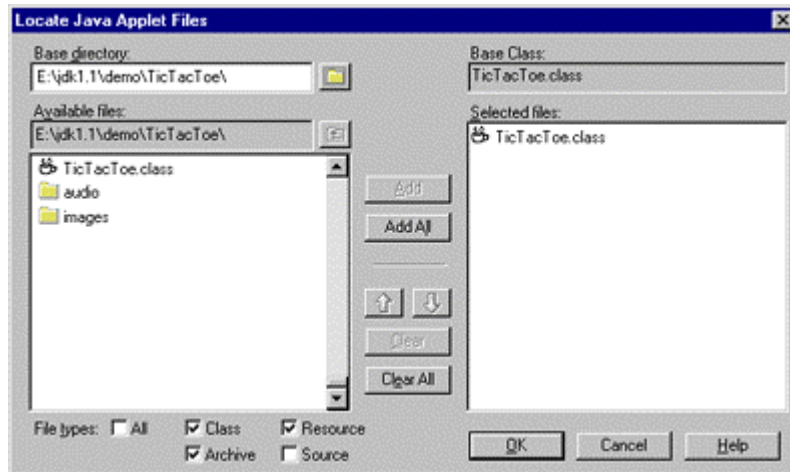 Locate Java Applet Files
Base directory:
E:\jdk1.1\demo\TicTacToe\
Available files:
E:\jdk1.1\demo\TicTacToe\
TicTacToe.class
audio
images
Add
Add All
Clear
Clear All
Base Class:
TicTacToe.class
Selected files:
TicTacToe.class
File types:
All
Class
Resource
Archive
Source
OK
Cancel
Help